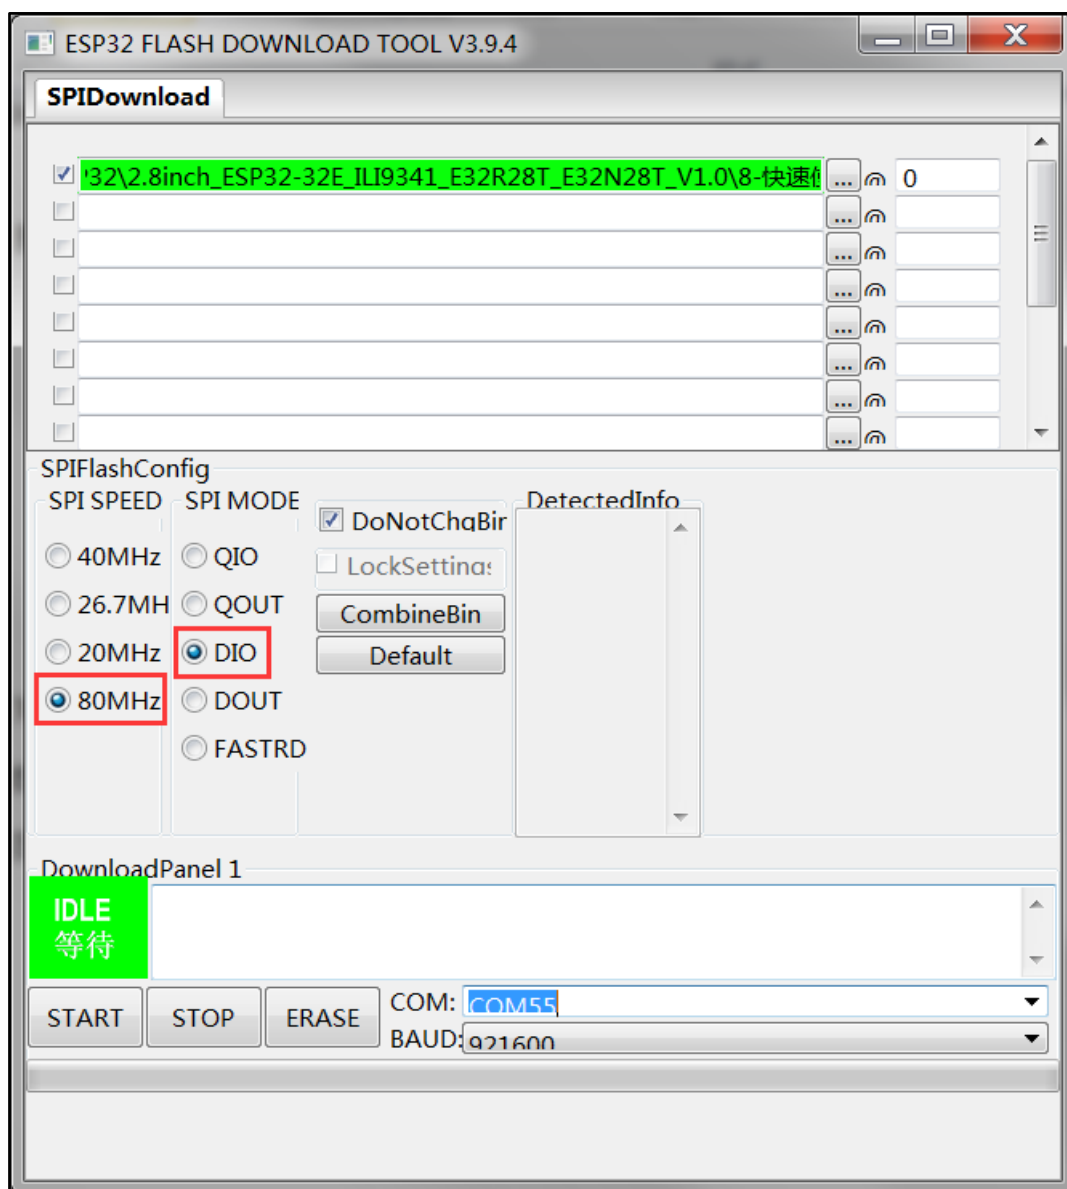 ESP32 FLASH DOWNLOAD TOOL V3.9.4
SPIDownload
32\2.8inch_ESP32-32E_ILI9341_E32R28T_E32N28T_V1.0\8-快速 ... @ 0
... @
... @
... @
... @
... @
... @
... @
SPIFlashConfig
SPI SPEED SPI MODE DetectedInfo
DoNotChgBin
40MHz QIO
LockSettings
26.7MH QOUT
CombineBin
20MHz DIO
Default
80MHz DOUT
FASTRD
DownloadPanel 1
IDLE
等待
START STOP ERASE
COM: COM55
BAUD: 921600